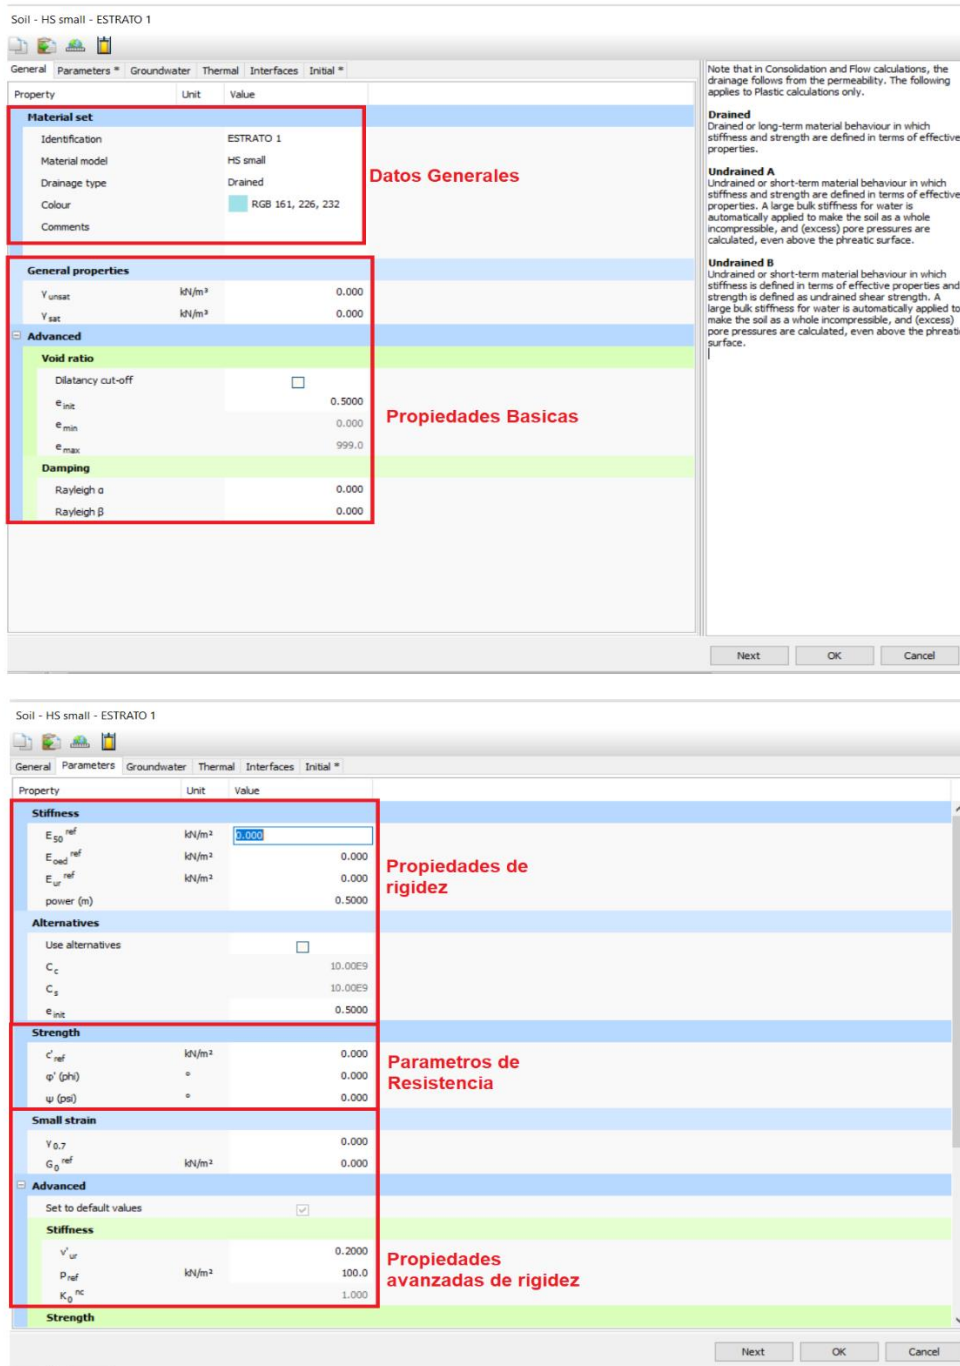 Soil - HS small - ESTRATO 1
General Parameters * Groundwater Thermal Interfaces Initial *
Property Unit Value
Material set
Identification ESTRATO 1
Material model HS small
Drainage type Drained
Colour RGB 161, 226, 232
Comments
Datos Generales
General properties
γ unsat kN/m³ 0.000
γ sat kN/m³ 0.000
Advanced
Void ratio
Dilatancy cut-off
e init 0.5000
e min 0.000
e max 999.0
Damping
Rayleigh α 0.000
Rayleigh β 0.000
Propiedades Basicas
Note that in Consolidation and Flow calculations, the
drainage follows from the permeability. The following
applies to Plastic calculations only.
Drained
Drained or long-term material behaviour in which
stiffness and strength are defined in terms of effective
properties.
Undrained A
Undrained or short-term material behaviour in which
stiffness and strength are defined in terms of effective
properties. A large bulk stiffness for water is
automatically applied to make the soil as a whole
incompressible, and (excess) pore pressures are
calculated, even above the phreatic surface.
Undrained B
Undrained or short-term material behaviour in which
stiffness is defined in terms of effective properties and
strength is defined as undrained shear strength. A
large bulk stiffness for water is automatically applied to
make the soil as a whole incompressible, and (excess)
pore pressures are calculated, even above the phreatic
surface.
Next OK Cancel
Soil - HS small - ESTRATO 1
General Parameters Groundwater Thermal Interfaces Initial *
Property Unit Value
Stiffness
E 50 ref kN/m² 0.000
E oed ref kN/m² 0.000
E ur ref kN/m² 0.000
power (m) 0.5000
Alternatives
Use alternatives
C c 10.00E9
C s 10.00E9
e init 0.5000
Propiedades de
rigidez
Strength
c' ref kN/m² 0.000
φ' (phi) ° 0.000
ψ (psi) ° 0.000
Parametros de
Resistencia
Small strain
γ 0.7 0.000
G 0 ref kN/m² 0.000
Advanced
Set to default values
Stiffness
ν' ur 0.2000
p ref kN/m² 100.0
K 0 nc 1.000
Propiedades
avanzadas de rigidez
Strength
Next OK Cancel